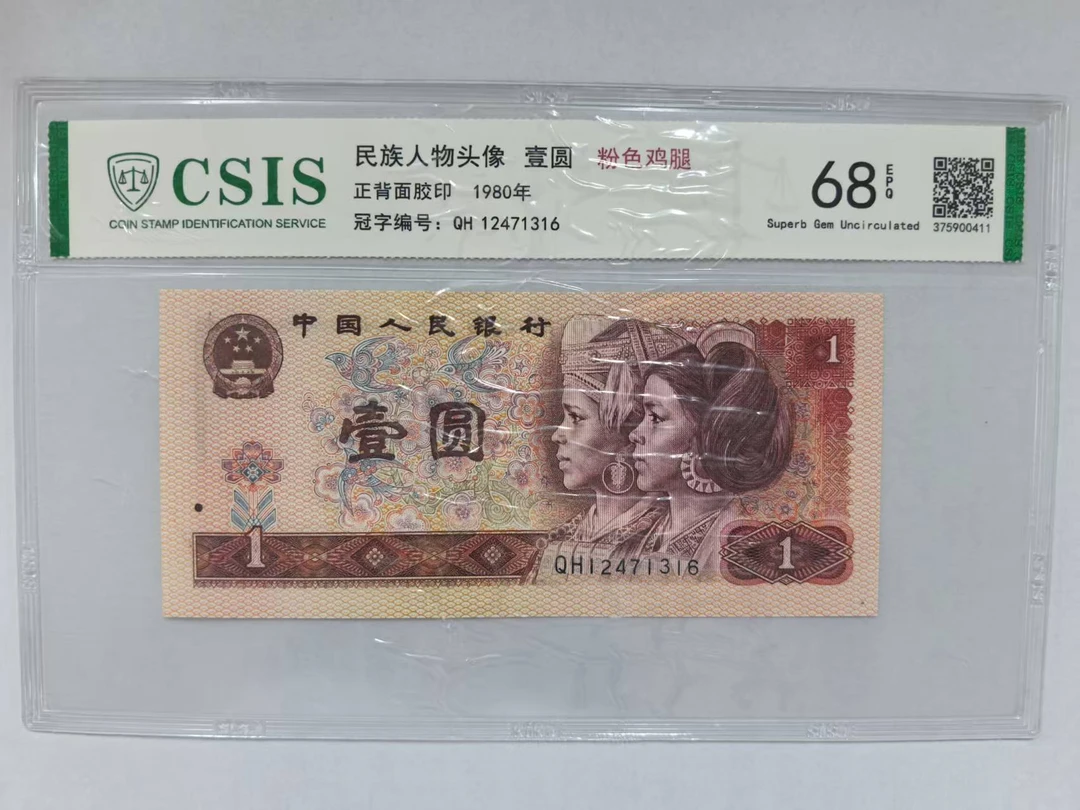 CSIS
COIN STAMP IDENTIFICATION SERVICE
民族人物头像 壹圆 粉色鸡腿
正背面胶印 1980年
冠字编号: QH 12471316
68 EPQ
Superb Gem Uncirculated
375900411
中国人民银行
1
壹圆
1
QH12471316
1